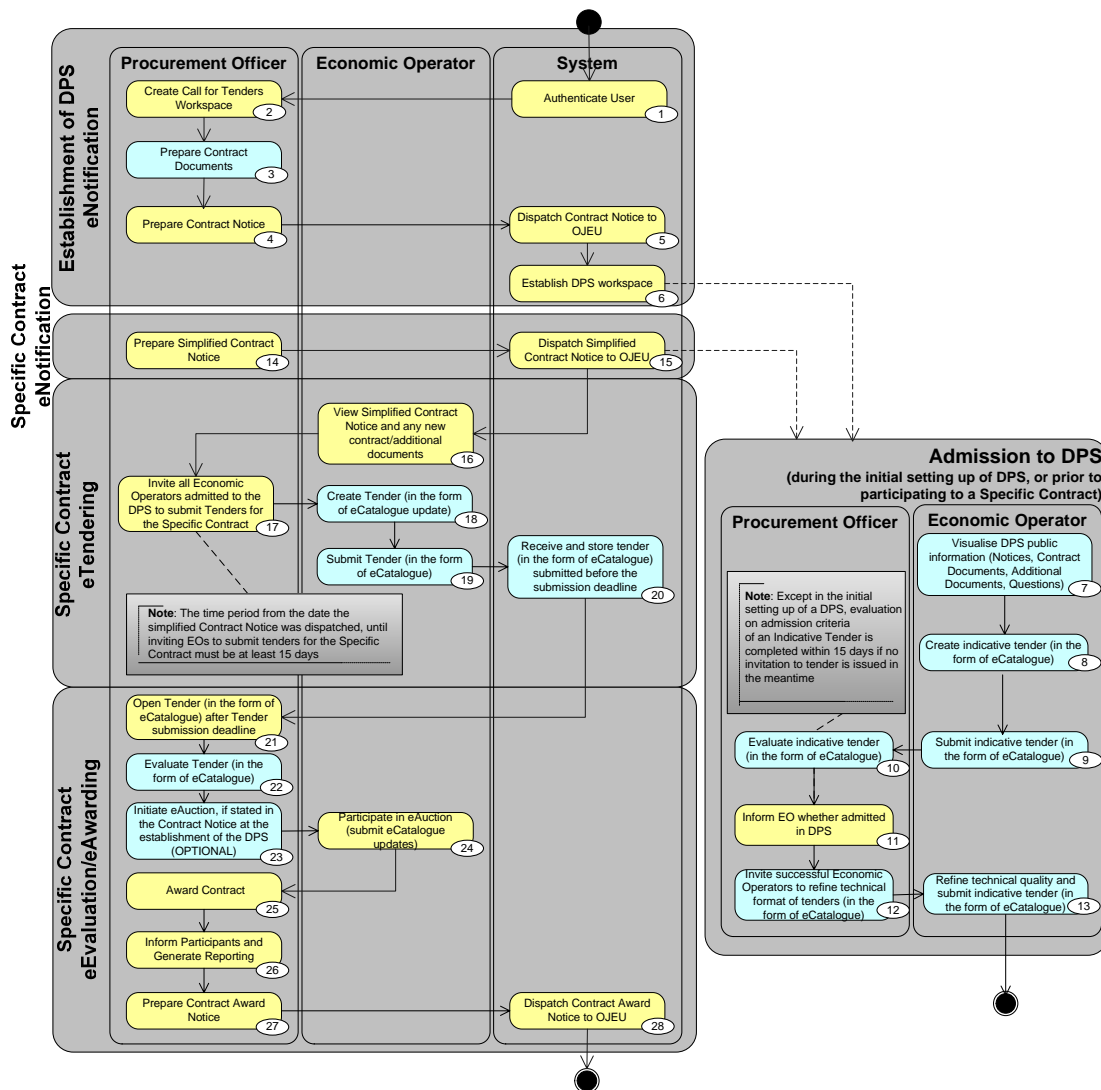 Establishment of DPS
eNotification
Procurement Officer
Economic Operator
System
Create Call for Tenders
Workspace
2
Authenticate User
1
Prepare Contract
Documents
3
Prepare Contract Notice
4
Dispatch Contract Notice to
OJEU
5
Establish DPS workspace
6
Specific Contract
eNotification
Prepare Simplified Contract
Notice
14
Dispatch Simplified
Contract Notice to OJEU
15
Specific Contract
eTendering
View Simplified Contract
Notice and any new
contract/additional
documents
16
Invite all Economic
Operators admitted to the
DPS to submit Tenders for
the Specific Contract
17
Create Tender (in the form
of eCatalogue update)
18
Submit Tender (in the form
of eCatalogue)
19
Receive and store tender
(in the form of eCatalogue)
submitted before the
submission deadline
20
Note: The time period from the date the
simplified Contract Notice was dispatched, until
inviting EOs to submit tenders for the Specific
Contract must be at least 15 days
Specific Contract
eEvaluation/eAwarding
Open Tender (in the form of
eCatalogue) after Tender
submission deadline
21
Evaluate Tender (in the
form of eCatalogue)
22
Initiate eAuction, if stated in
the Contract Notice at the
establishment of the DPS
(OPTIONAL)
23
Participate in eAuction
(submit eCatalogue
updates)
24
Award Contract
25
Inform Participants and
Generate Reporting
26
Prepare Contract Award
Notice
27
Dispatch Contract Award
Notice to OJEU
28
Admission to DPS
(during the initial setting up of DPS, or prior to
participating to a Specific Contract)
Procurement Officer
Economic Operator
Visualise DPS public
information (Notices, Contract
Documents, Additional
Documents, Questions)
7
Note: Except in the initial
setting up of a DPS, evaluation
on admission criteria
of an Indicative Tender is
completed within 15 days if no
invitation to tender is issued in
the meantime
Create indicative tender (in the
form of eCatalogue)
8
Evaluate indicative tender
(in the form of eCatalogue)
10
Submit indicative tender (in
the form of eCatalogue)
9
Inform EO whether admitted
in DPS
11
Invite successful Economic
Operators to refine technical
format of tenders (in the
form of eCatalogue)
12
Refine technical quality and
submit indicative tender (in
the form of eCatalogue)
13